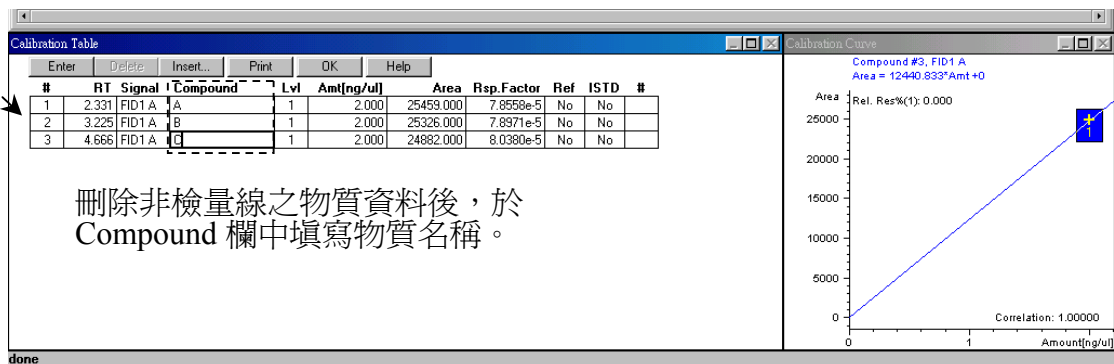 Calibration Table
Enter Delete Insert... Print OK Help
# RT Signal Compound Lvl Amt[ng/ul] Area Rsp.Factor Ref ISTD #
1 2.331 FID1 A A 1 2.000 25459.000 7.8558e-5 No No
2 3.225 FID1 A B 1 2.000 25326.000 7.8971e-5 No No
3 4.666 FID1 A C 1 2.000 24882.000 8.0380e-5 No No
刪除非檢量線之物質資料後，於
Compound 欄中填寫物質名稱。
done
Calibration Curve
Compound #3, FID1 A
Area = 12440.833*Amt +0
Area
Rel. Res%(1): 0.000
25000
1
20000
15000
10000
5000
0
Correlation: 1.00000
0 1 Amount[ng/ul]